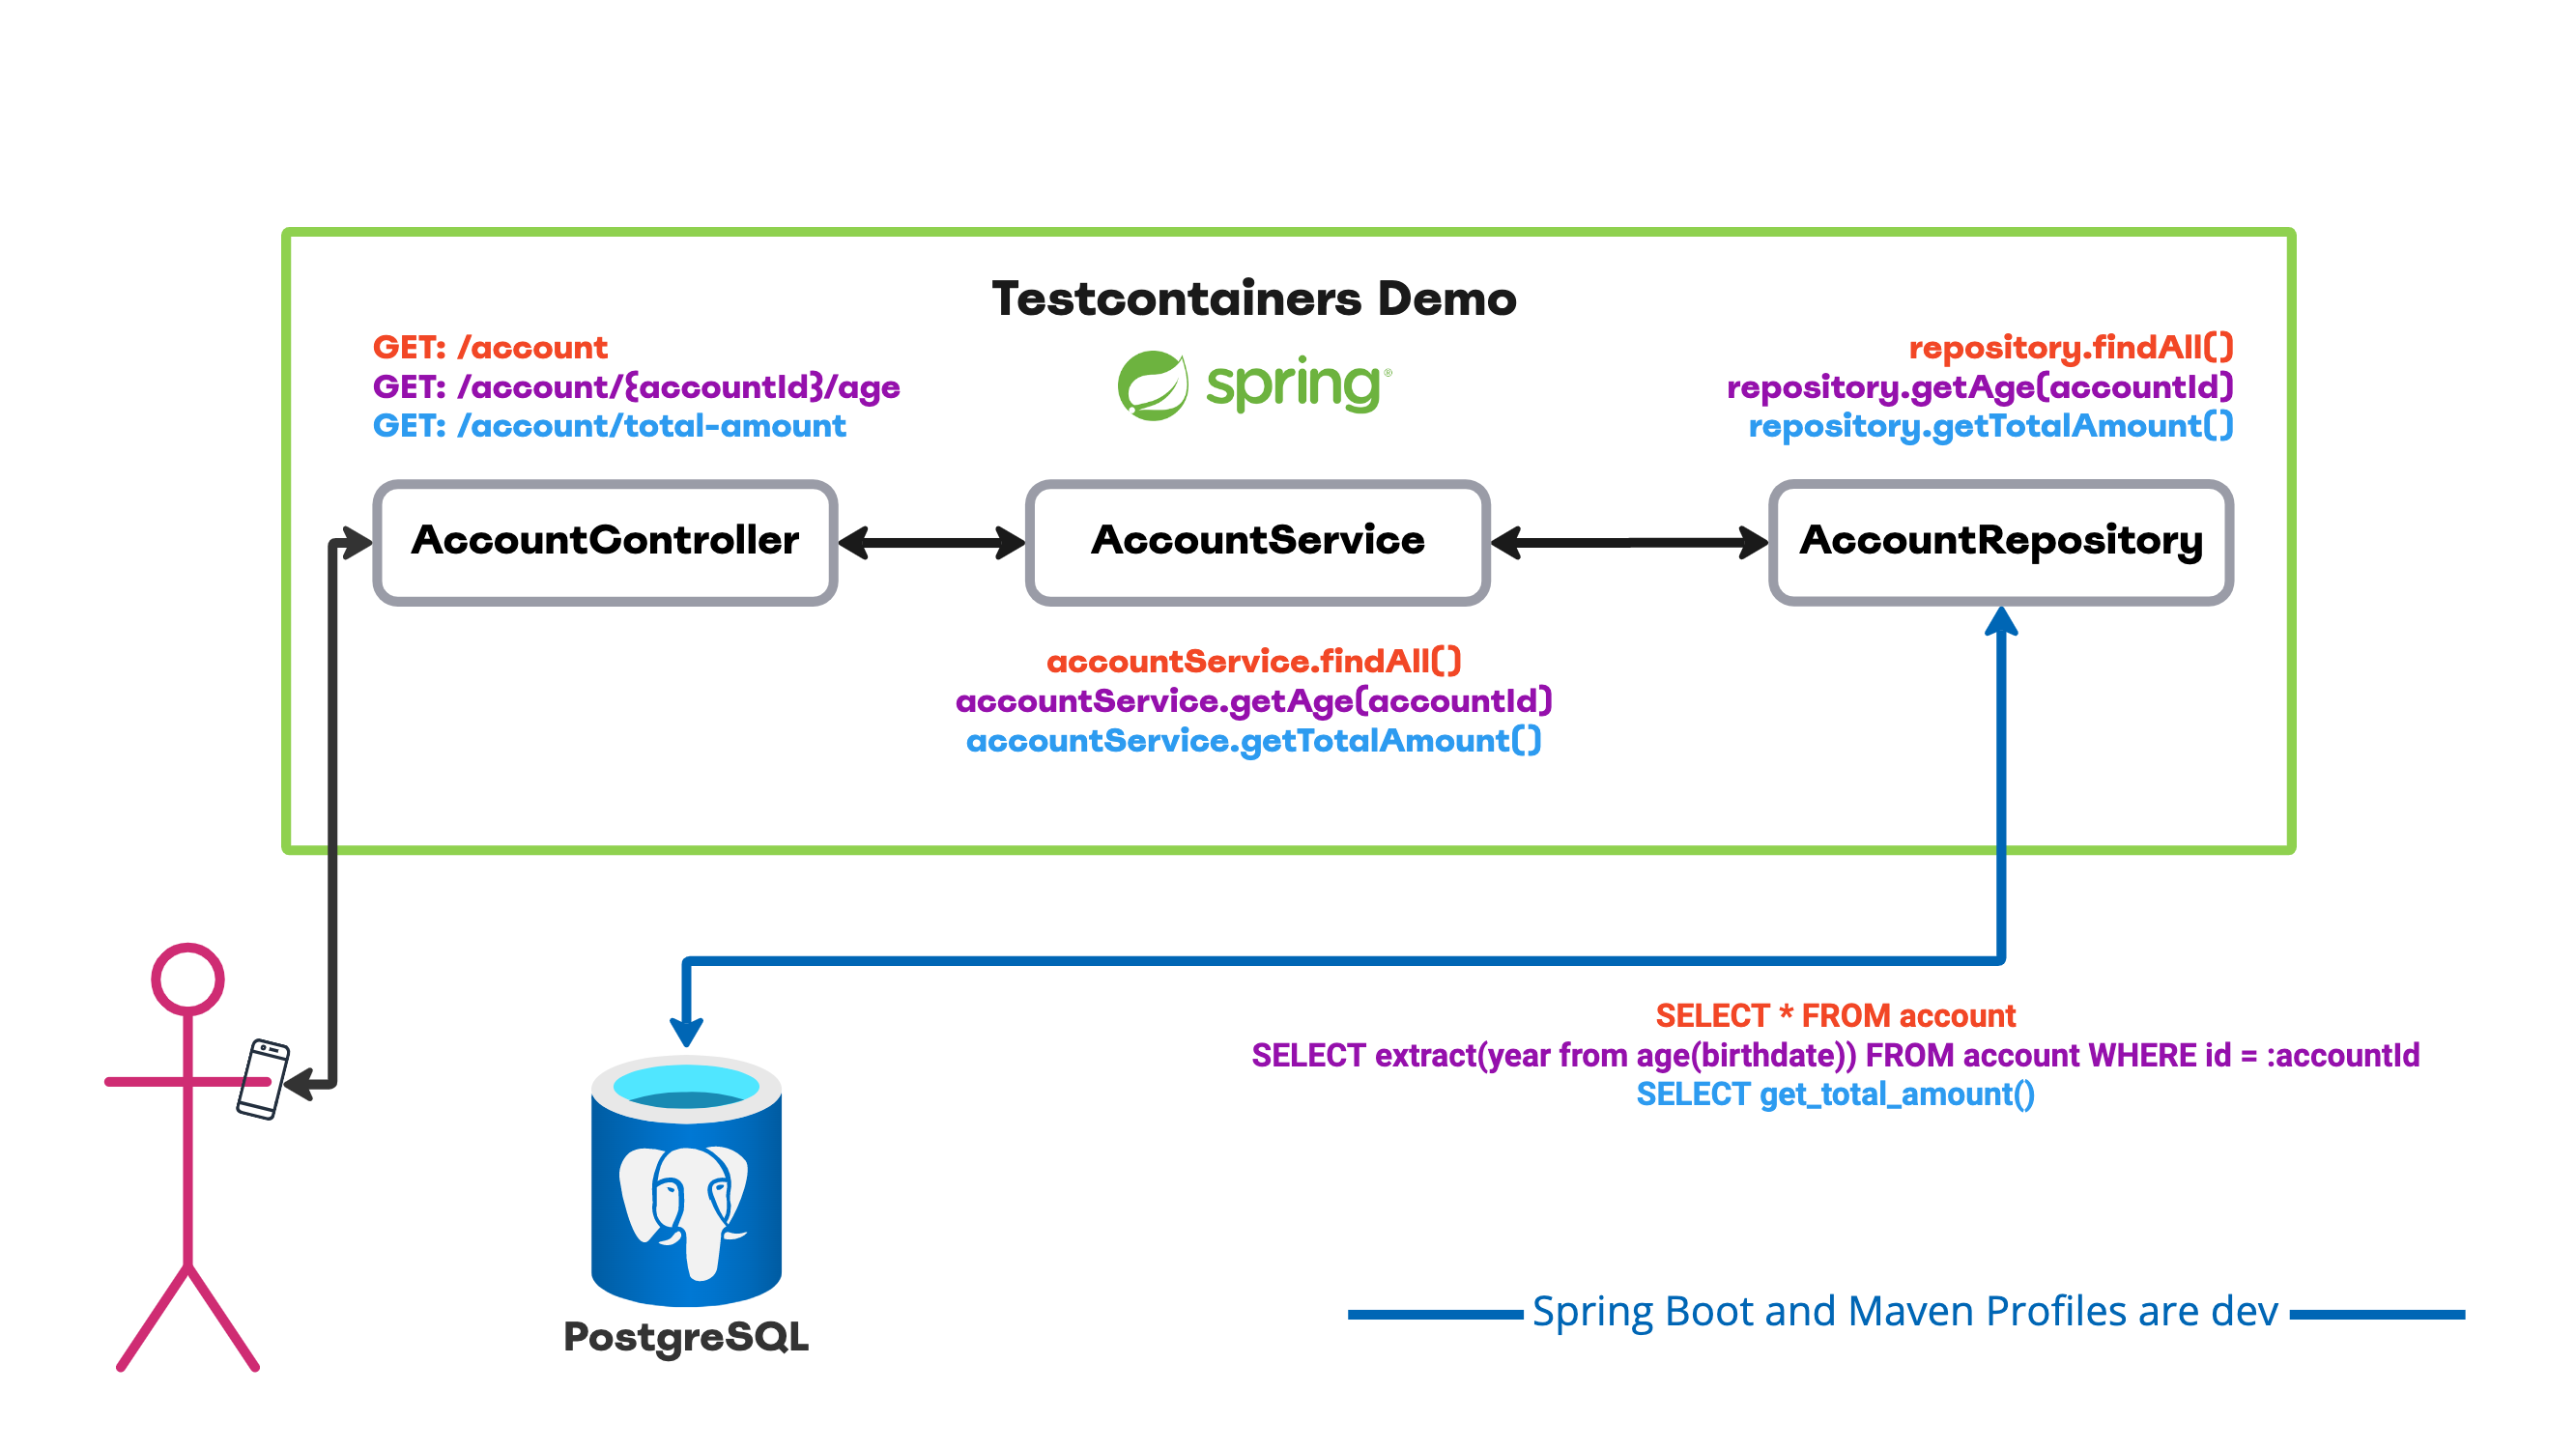 Testcontainers Demo
spring®
GET: /account
GET: /account/{accountId}/age
GET: /account/total-amount
repository.findAll()
repository.getAge(accountId)
repository.getTotalAmount()
AccountController
AccountService
AccountRepository
accountService.findAll()
accountService.getAge(accountId)
accountService.getTotalAmount()
SELECT * FROM account
SELECT extract(year from age(birthdate)) FROM account WHERE id = :accountId
SELECT get_total_amount()
PostgreSQL
Spring Boot and Maven Profiles are dev